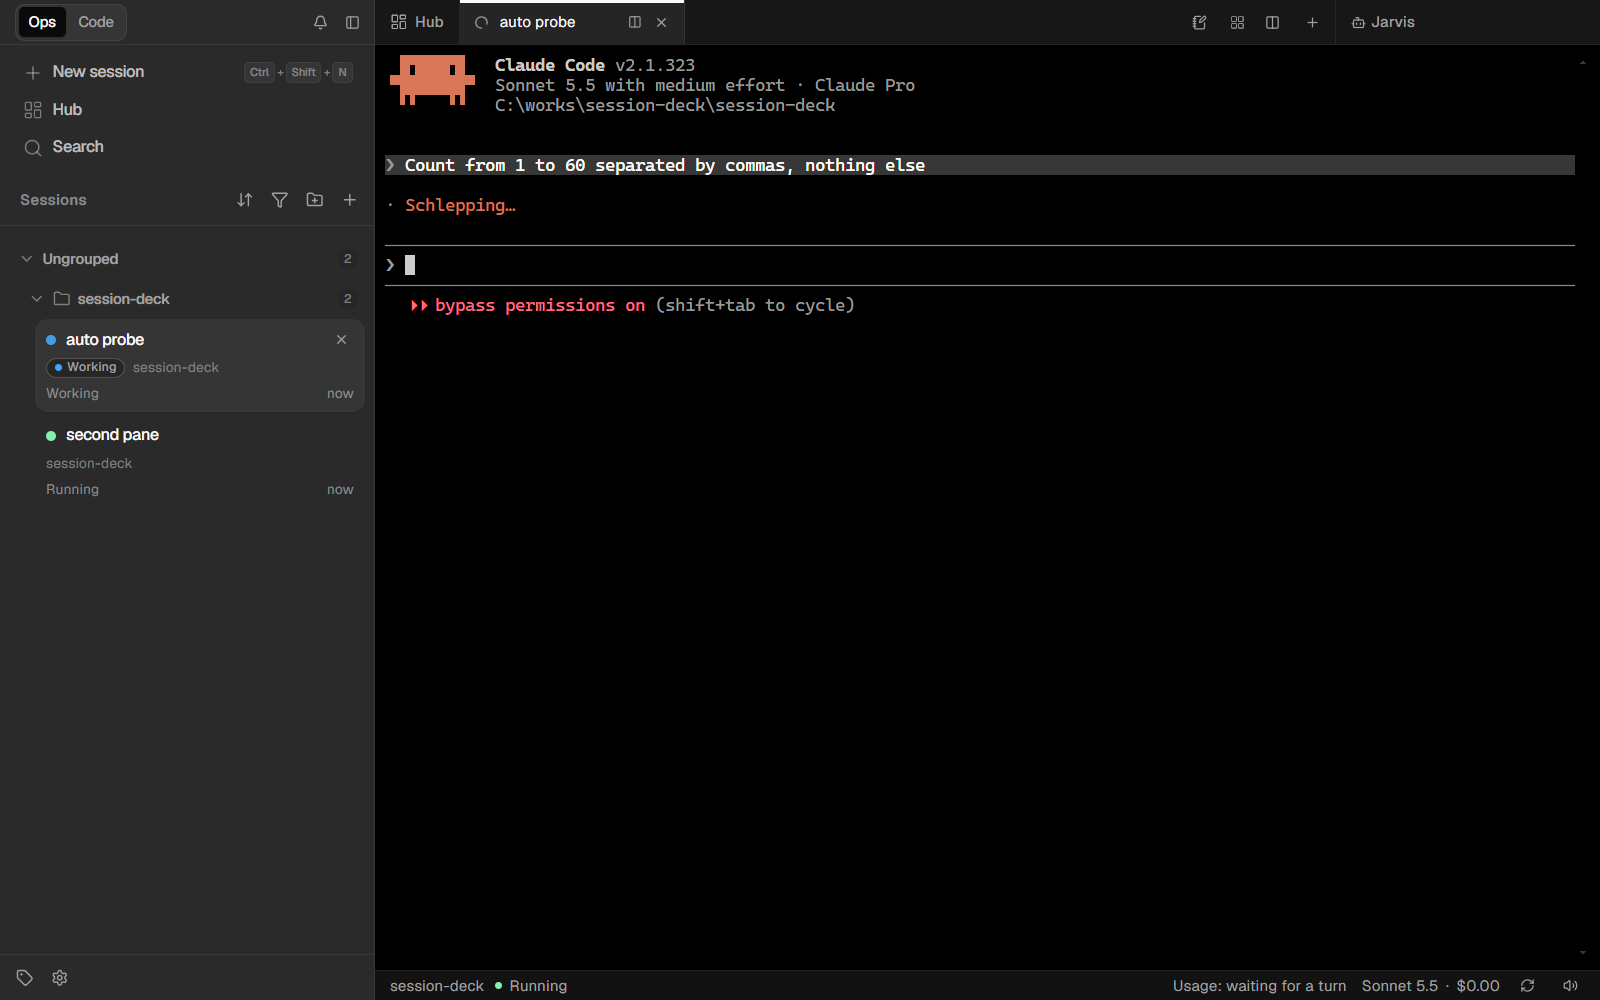 Ops Code
New session Ctrl + Shift + N
Hub
Search
Sessions
Ungrouped 2
session-deck 2
auto probe
Working session-deck
Working now
second pane
session-deck
Running now
Hub auto probe Jarvis
Claude Code v2.1.323
Sonnet 5.5 with medium effort · Claude Pro
C:\works\session-deck\session-deck
❯ Count from 1 to 60 separated by commas, nothing else
· Schlepping…
❯
⏵⏵ bypass permissions on (shift+tab to cycle)
session-deck Running Usage: waiting for a turn Sonnet 5.5 · $0.00